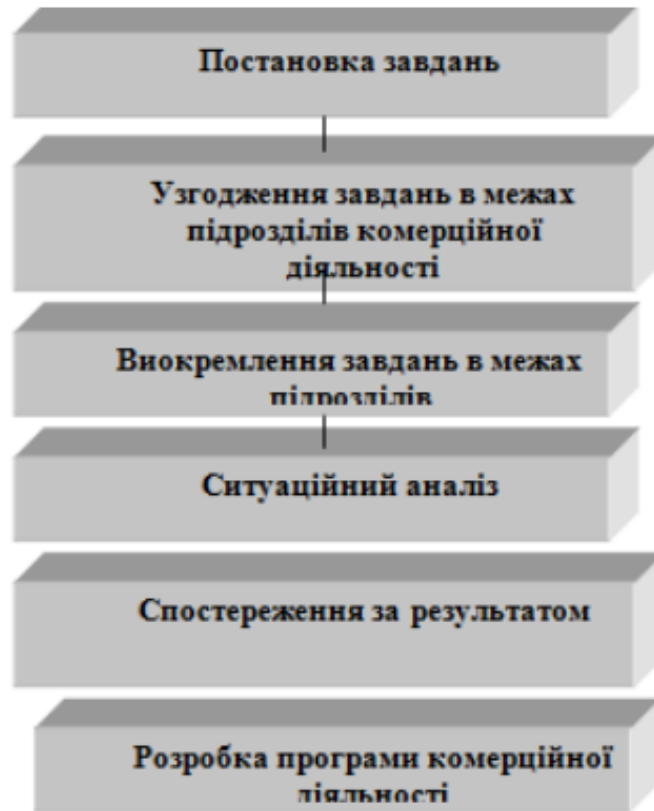 Постановка завдань
Узгодження завдань в межах
підрозділів комерційної
діяльності
Виокремлення завдань в межах
підрозділів
Ситуаційний аналіз
Спостереження за результатом
Розробка програми комерційної
діяльності